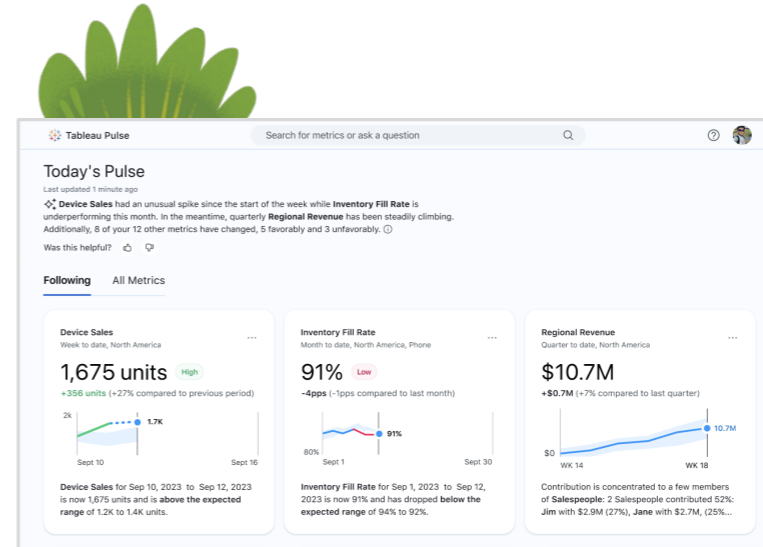 Tableau Pulse
Search for metrics or ask a question
Today's Pulse
Last updated 1 minute ago
Device Sales had an unusual spike since the start of the week while Inventory Fill Rate is
underperforming this month. In the meantime, quarterly Regional Revenue has been steadily climbing.
Additionally, 8 of your 12 other metrics have changed, 5 favorably and 3 unfavorably.
Was this helpful?
Following All Metrics
Device Sales
Week to date, North America
1,675 units High
+356 units (+27% compared to previous period)
2k
1.7K
Sept 10 Sept 16
Device Sales for Sep 10, 2023 to Sep 12, 2023
is now 1,675 units and is above the expected
range of 1.2K to 1.4K units.
Inventory Fill Rate
Month to date, North America, Phone
91% Low
-4pps (-1pps compared to last month)
91%
80%
Sept 1 Sept 30
Inventory Fill Rate for Sep 1, 2023 to Sep 12,
2023 is now 91% and has dropped below the
expected range of 94% to 92%.
Regional Revenue
Quarter to date, North America
$10.7M
+$0.7M (+7% compared to last quarter)
10.7M
$0
WK 14 WK 18
Contribution is concentrated to a few members
of Salespeople: 2 Salespeople contributed 52%:
Jim with $2.9M (27%), Jane with $2.7M, (25%...